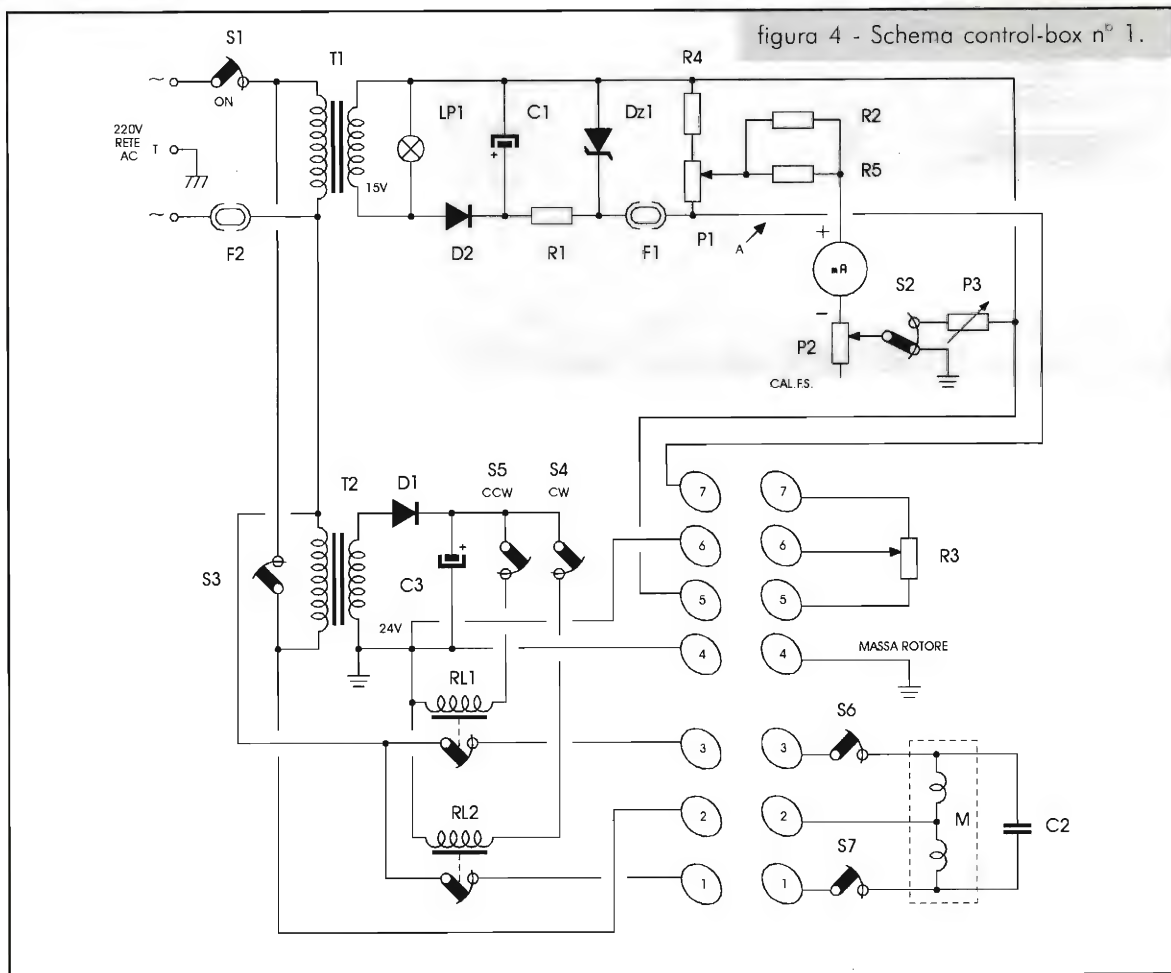 figura 4 - Schema control-box n° 1.
S1
T1
R4
~
ON
LP1
C1
Dz1
R2
220V
RETE
AC
T
+
R5
15V
~
F2
D2
R1
F1
P1
A
+
mA
S2
P3
-
P2
CAL.F.S.
T2
D1
S5
CCW
S4
CW
7
7
+
6
6
R3
S3
C3
5
5
24V
4
4
MASSA ROTORE
RL1
S6
3
3
RL2
2
2
M
C2
S7
1
1